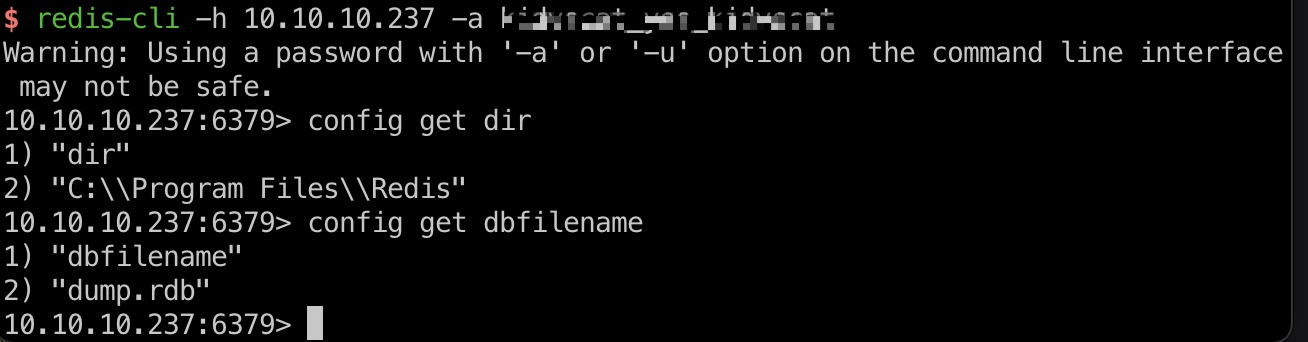 $ redis-cli -h 10.10.10.237 -a
Warning: Using a password with '-a' or '-u' option on the command line interface
 may not be safe.
10.10.10.237:6379> config get dir
1) "dir"
2) "C:\\Program Files\\Redis"
10.10.10.237:6379> config get dbfilename
1) "dbfilename"
2) "dump.rdb"
10.10.10.237:6379>